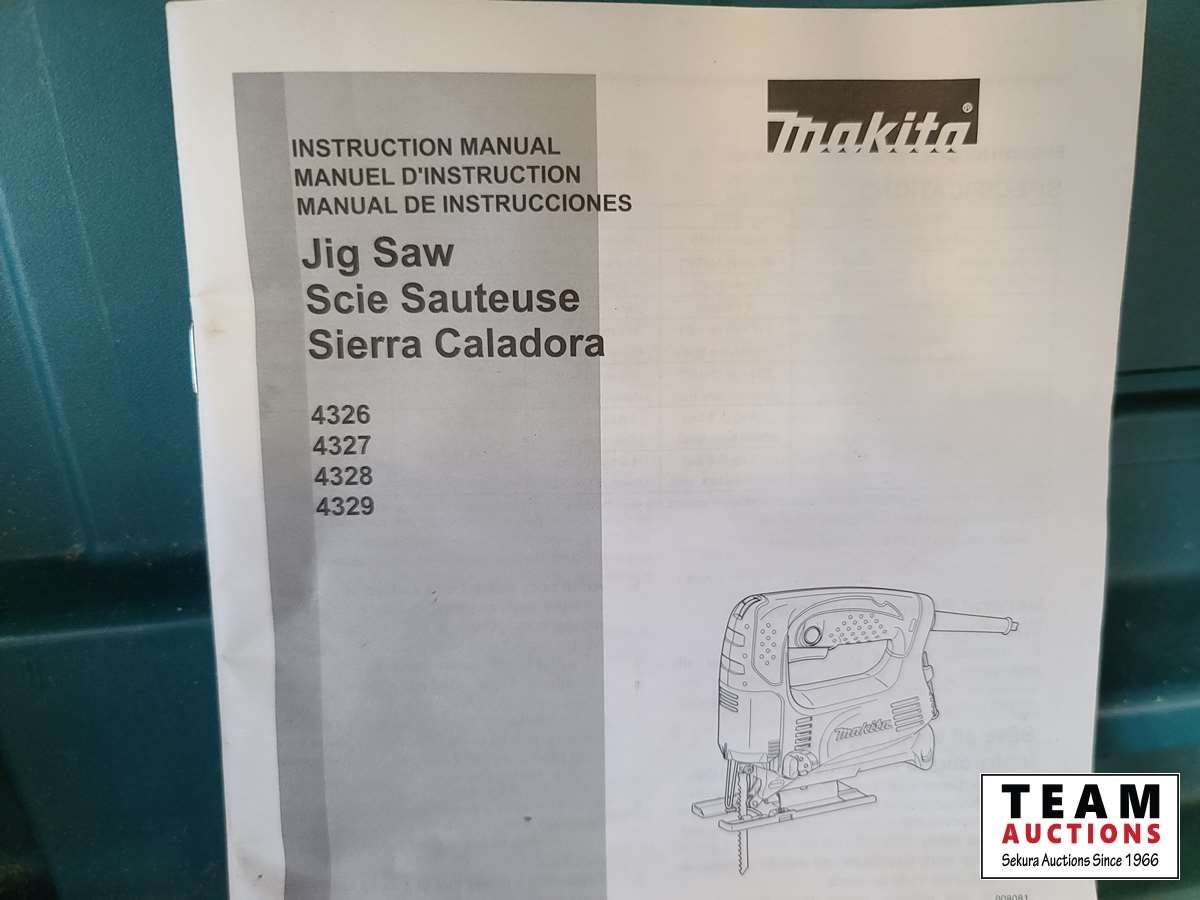 INSTRUCTION MANUAL
MANUEL D'INSTRUCTION
MANUAL DE INSTRUCCIONES
Jig Saw
Scie Sauteuse
Sierra Caladora
4326
4327
4328
4329
makita®
makita
008081
TEAM
AUCTIONS
Sekura Auctions Since 1966